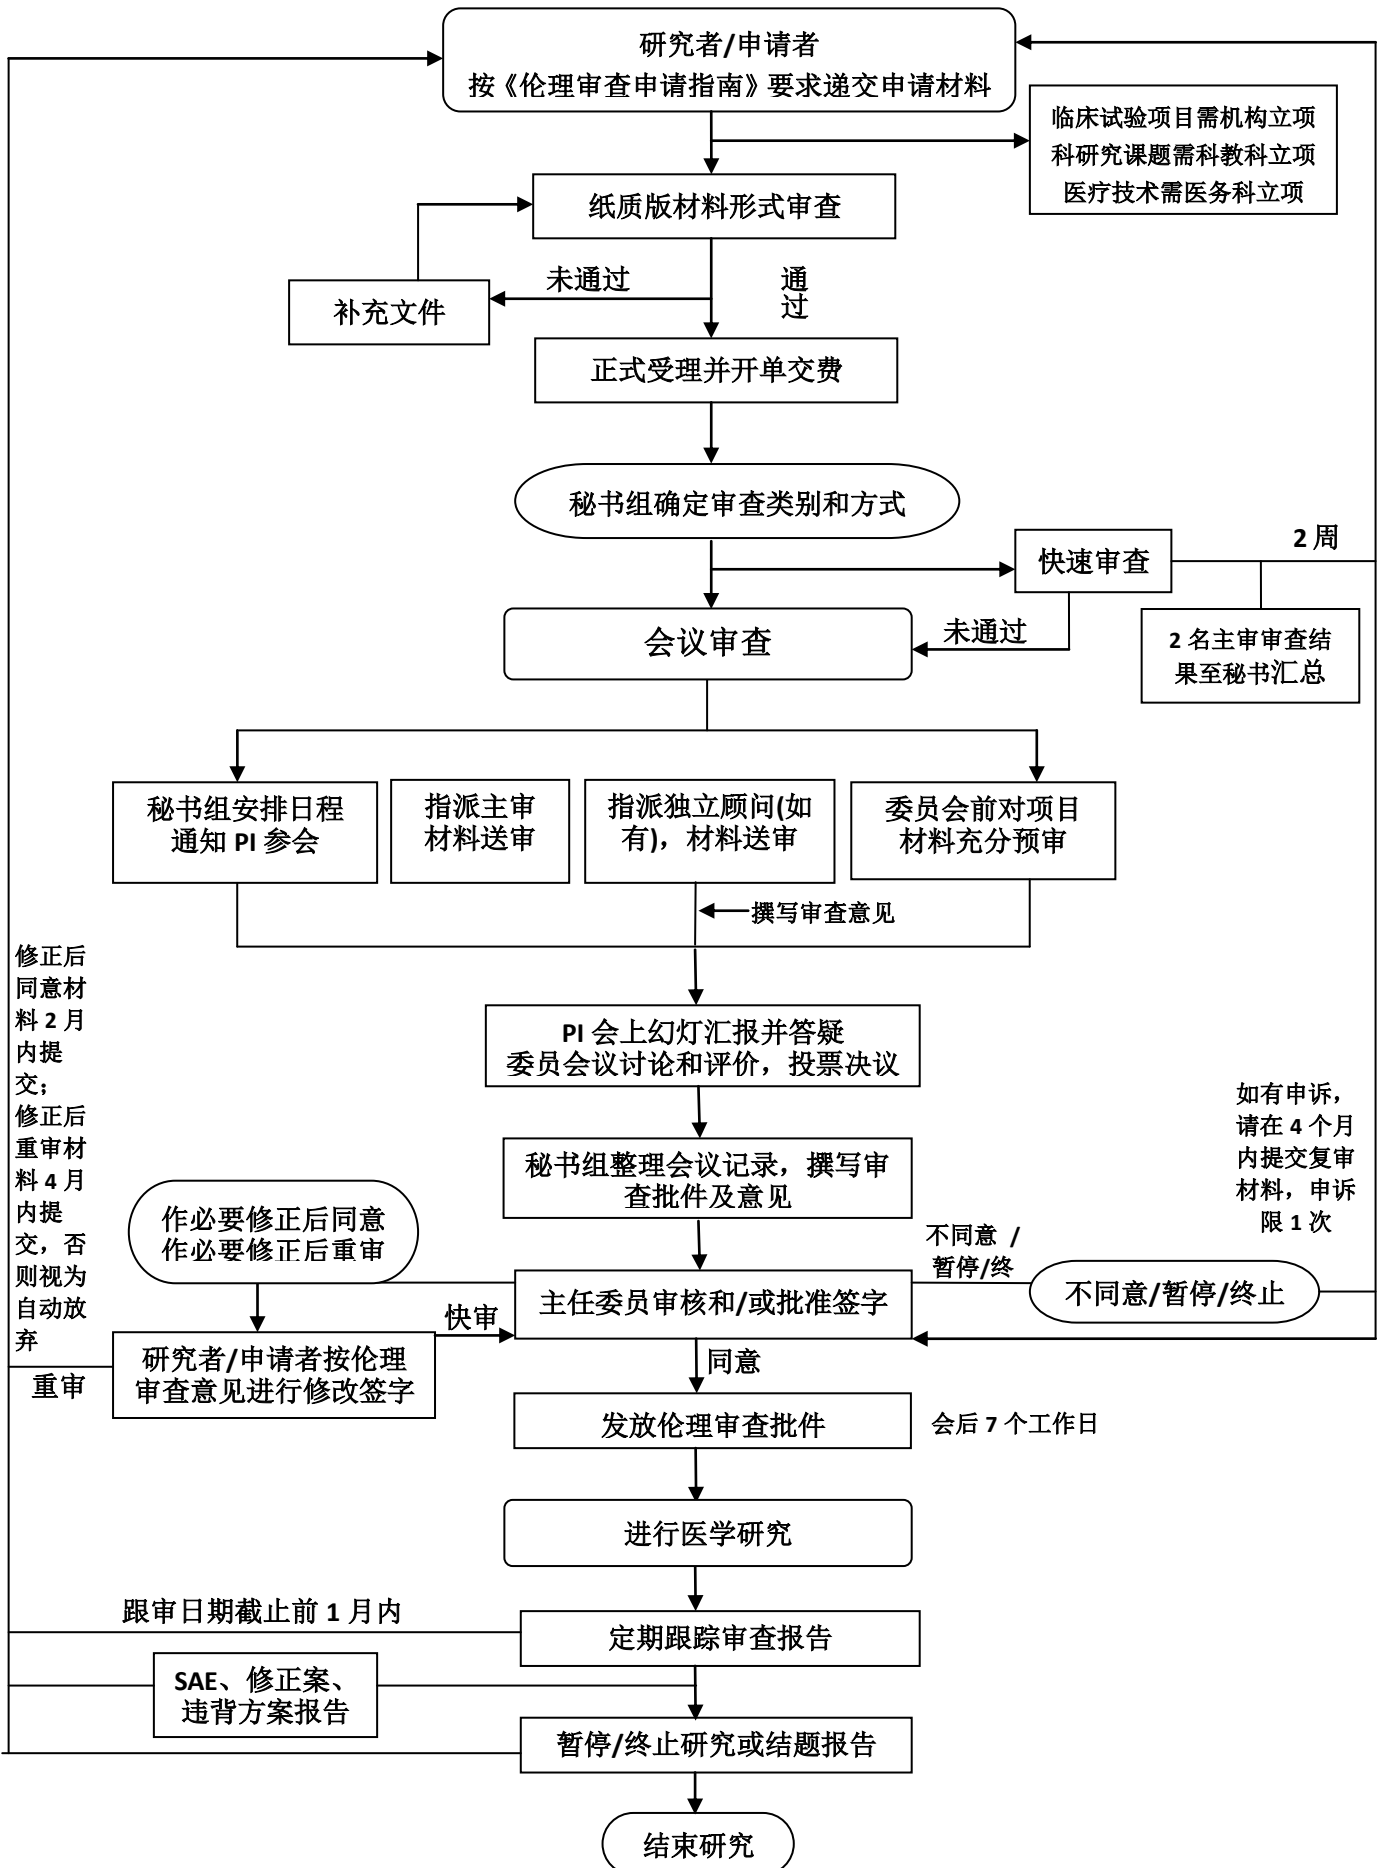 研究者/申请者
按《伦理审查申请指南》要求递交申请材料
临床试验项目需机构立项
科研究课题需科教科立项
医疗技术需医务科立项
纸质版材料形式审查
未通过
通
过
补充文件
正式受理并开单交费
秘书组确定审查类别和方式
快速审查
2 周
会议审查
未通过
2 名主审审查结
果至秘书汇总
秘书组安排日程
通知 PI 参会
指派主审
材料送审
指派独立顾问(如
有)，材料送审
委员会前对项目
材料充分预审
撰写审查意见
修正后
同意材
料 2 月
内提
交；
修正后
重审材
料 4 月
内提
交，否
则视为
自动放
弃
PI 会上幻灯汇报并答疑
委员会议讨论和评价，投票决议
如有申诉，
请在 4 个月
内提交复审
材料，申诉
限 1 次
秘书组整理会议记录，撰写审
查批件及意见
作必要修正后同意
作必要修正后重审
不同意 /
暂停/终
主任委员审核和/或批准签字
不同意/暂停/终止
快审
研究者/申请者按伦理
审查意见进行修改签字
重审
同意
发放伦理审查批件
会后 7 个工作日
进行医学研究
跟审日期截止前 1 月内
定期跟踪审查报告
SAE、修正案、
违背方案报告
暂停/终止研究或结题报告
结束研究